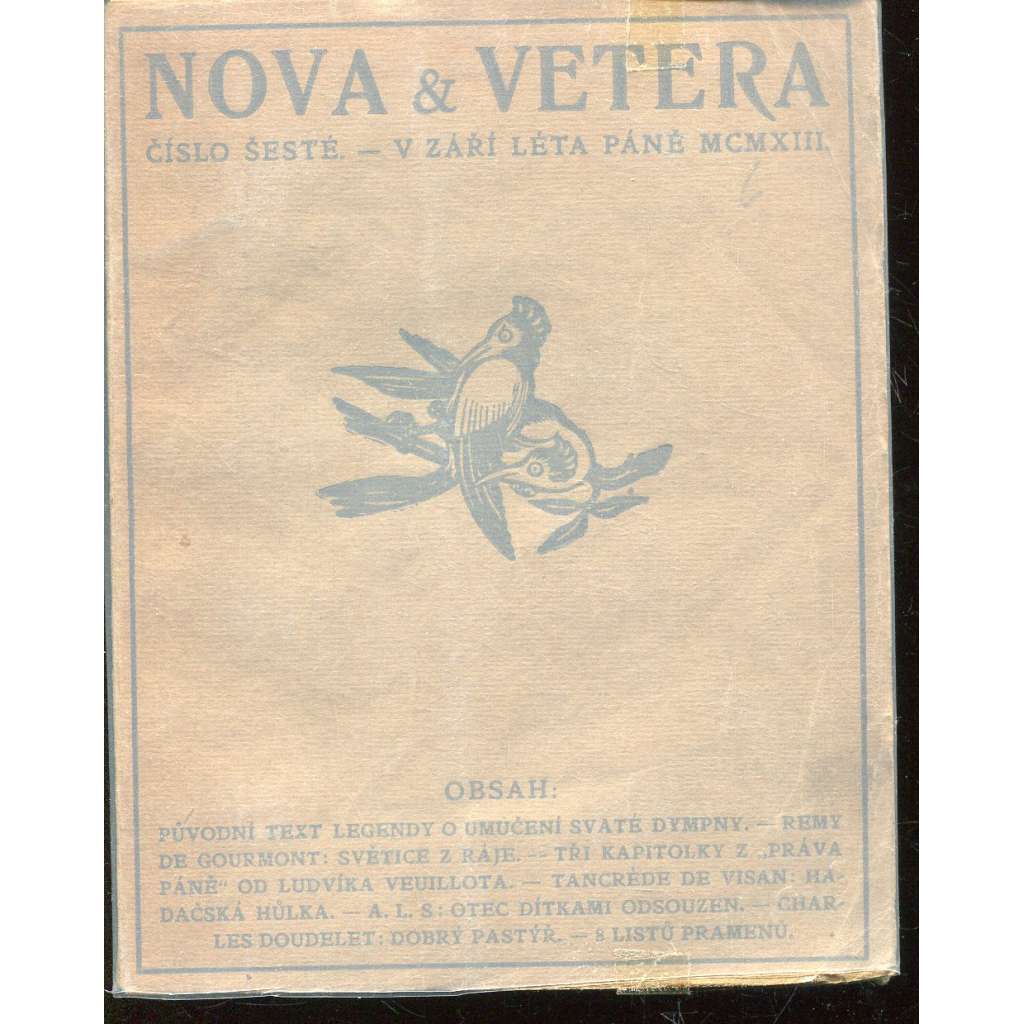 NOVA & VETERA
ČÍSLO ŠESTÉ. — V ZÁŘÍ LÉTA PÁNĚ MCMXIII.
OBSAH:
PŮVODNÍ TEXT LEGENDY O UMUČENÍ SVATÉ DYMPNY. — REMY
DE GOURMONT: SVĚTICE Z RÁJE. — TŘI KAPITOLKY Z „PRÁVA
PÁNĚ“ OD LUDVÍKA VEUILLOTA. — TANCRÈDE DE VISAN: HA-
DAČSKÁ HŮLKA. — A. L. S: OTEC DÍTKAMI ODSOUZEN. — CHAR-
LES DOUDELET: DOBRÝ PASTÝŘ. — 8 LISTŮ PRAMENŮ.